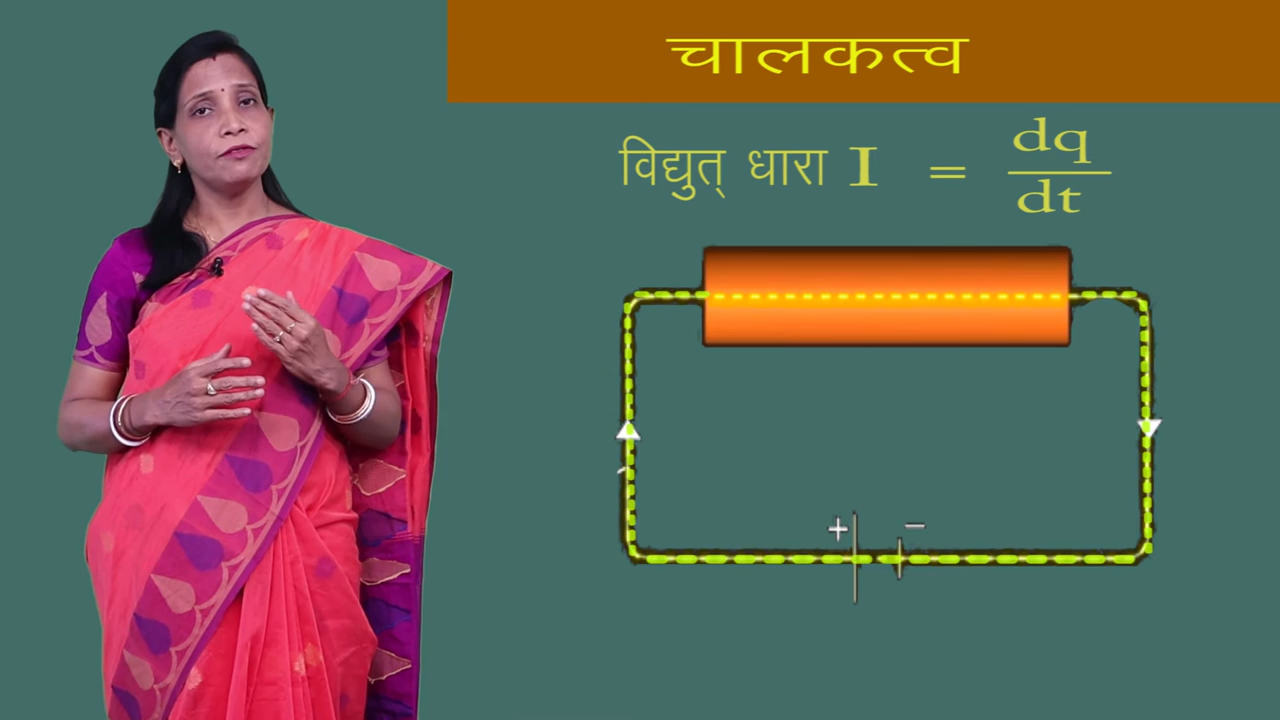 चालकत्व
विद्युत् धारा I = dq/dt
+ −